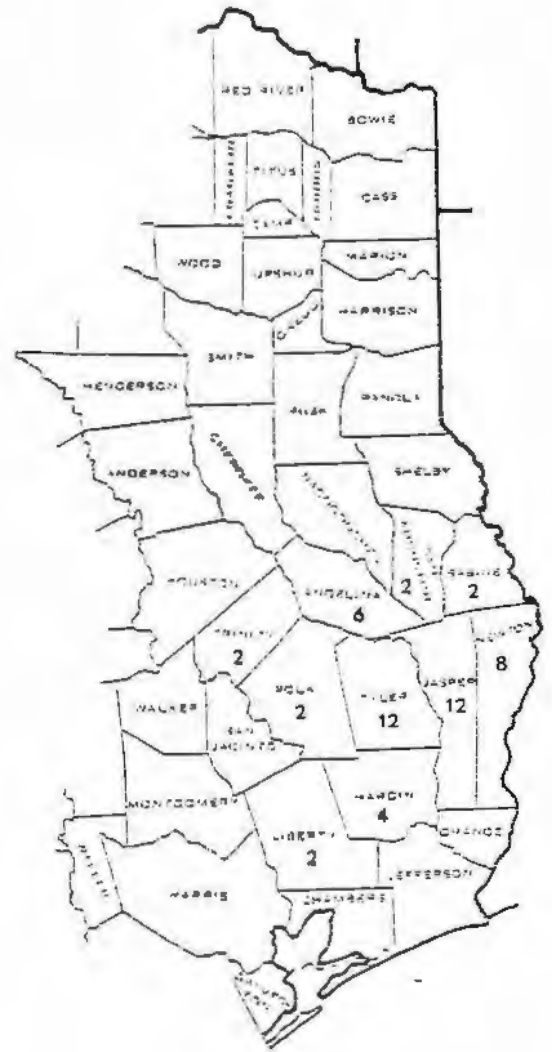 RED RIVER
BOWIE
TITUS
CASS
CAMP
MARION
WOOD
UPSHUR
HARRISON
SMITH
HENDERSON
RUSK
PANOLA
CHEROKEE
ANDERSON
SHELBY
HOUSTON
ANGELINA
6
2
SABINE
2
TRINITY
2
NEWTON
8
POLK
2
TYLER
12
JASPER
12
WALKER
SAN
JACINTO
MONTGOMERY
HARDIN
4
LIBERTY
2
ORANGE
JEFFERSON
HARRIS
CHAMBERS